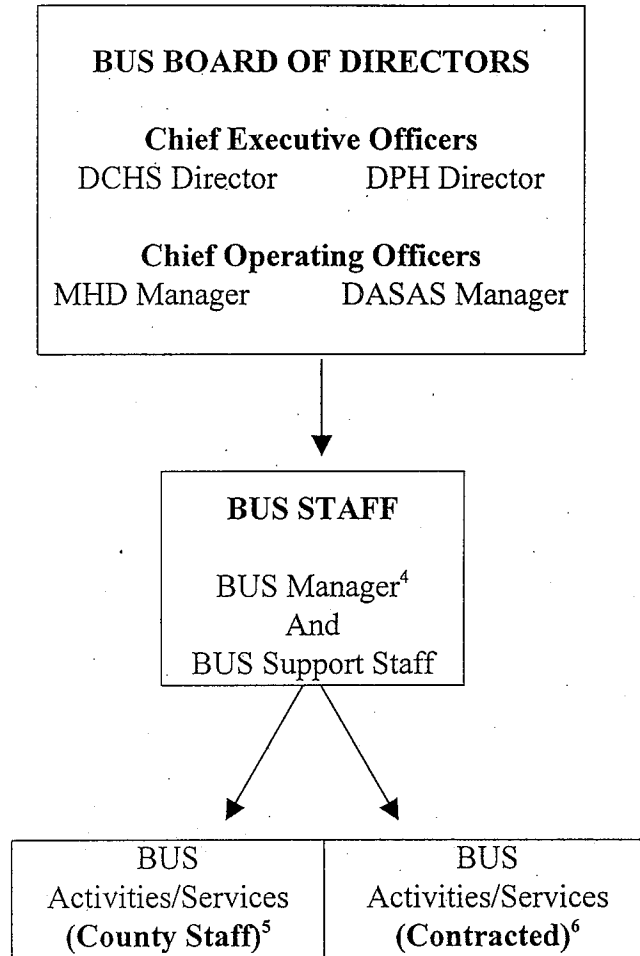 BUS BOARD OF DIRECTORS
Chief Executive Officers
DCHS Director DPH Director
Chief Operating Officers
MHD Manager DASAS Manager
BUS STAFF
BUS Manager⁴
And
BUS Support Staff
BUS
Activities/Services
(County Staff)⁵
BUS
Activities/Services
(Contracted)⁶